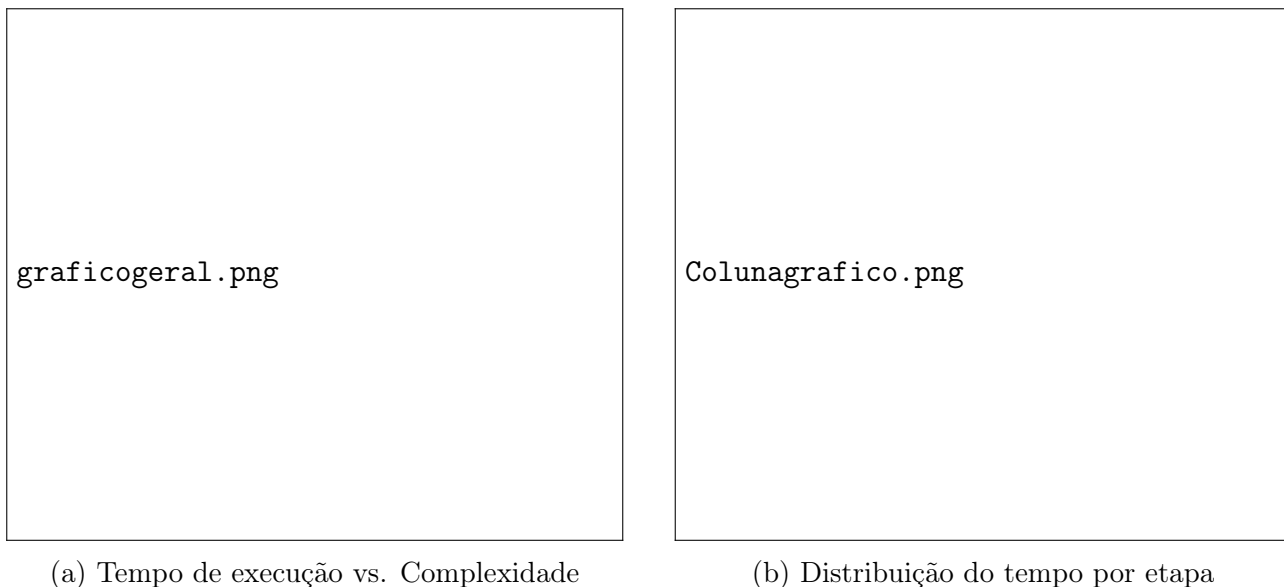 graficogeral.png
Colunagrafico.png
(a) Tempo de execução vs. Complexidade
(b) Distribuição do tempo por etapa